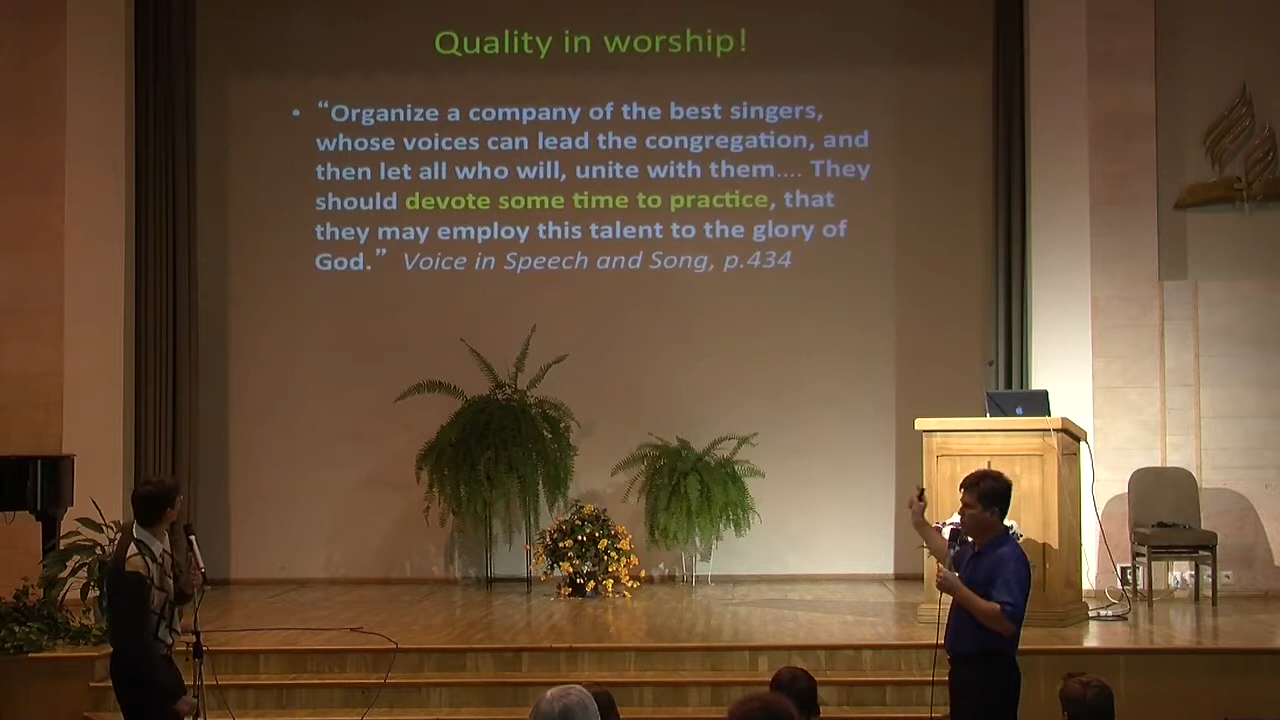 Quality in worship!
• “Organize a company of the best singers,
whose voices can lead the congregation, and
then let all who will, unite with them.... They
should devote some time to practice, that
they may employ this talent to the glory of
God.” Voice in Speech and Song, p.434